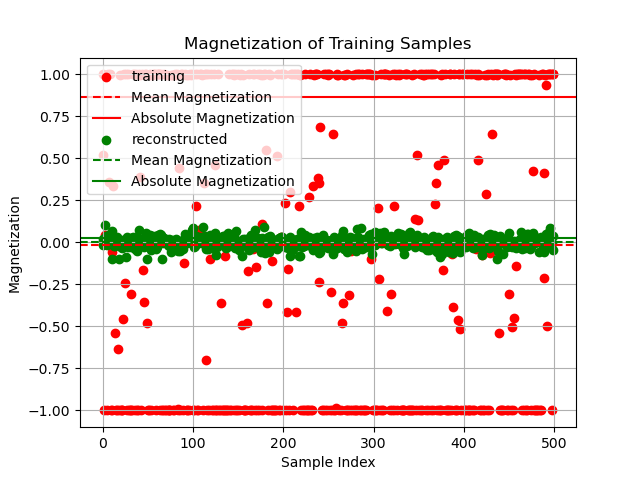 Magnetization of Training Samples
1.00
0.75
0.50
0.25
0.00
−0.25
−0.50
−0.75
−1.00
Magnetization
training
Mean Magnetization
Absolute Magnetization
reconstructed
Mean Magnetization
Absolute Magnetization
0 100 200 300 400 500
Sample Index